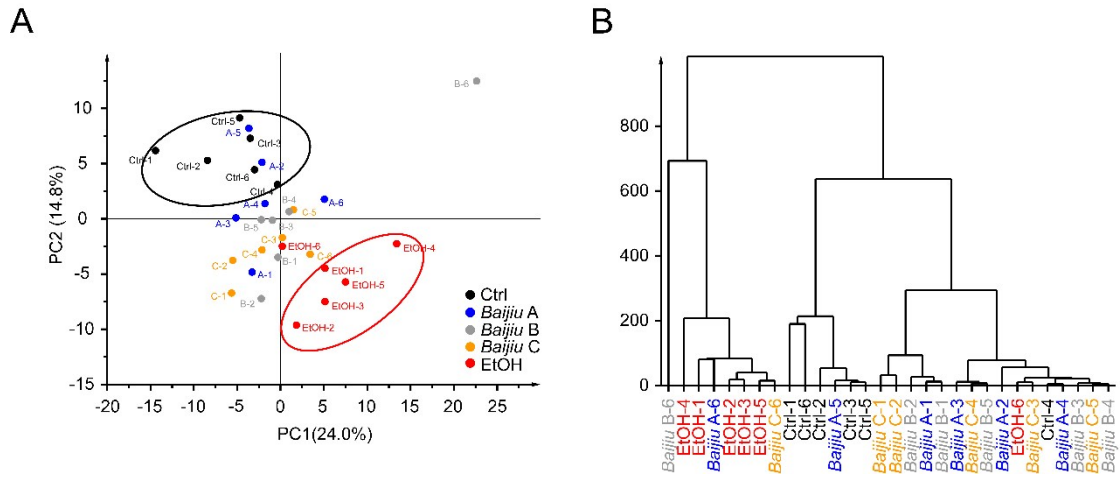 A
PC2 (14.8%)
10
5
0
-5
-10
-15
-20
-15
-10
-5
0
5
10
15
20
25
PC1(24.0%)
B-6
Ctrl-5
A-5
Ctrl-3
Ctrl-1
Ctrl-2
A-2
Ctrl-6
Ctrl-4
A-4
B-4
A-6
C-5
A-3
B-5
B-3
C-3
EtOH-6
EtOH-4
C-4
C-6
C-2
B-1
A-1
EtOH-1
EtOH-5
C-1
B-2
EtOH-3
EtOH-2
Ctrl
Baijiu A
Baijiu B
Baijiu C
EtOH
B
800
600
400
200
0
Baijiu B-6
EtOH-4
EtOH-1
Baijiu A-6
EtOH-2
EtOH-3
EtOH-5
Baijiu C-6
Ctrl-1
Ctrl-6
Ctrl-2
Baijiu A-5
Ctrl-3
Ctrl-5
Baijiu C-1
Baijiu C-2
Baijiu B-2
Baijiu A-1
Baijiu B-1
Baijiu A-3
Baijiu C-4
Baijiu B-5
Baijiu A-2
EtOH-6
Baijiu C-3
Ctrl-4
Baijiu A-4
Baijiu B-3
Baijiu C-5
Baijiu B-4